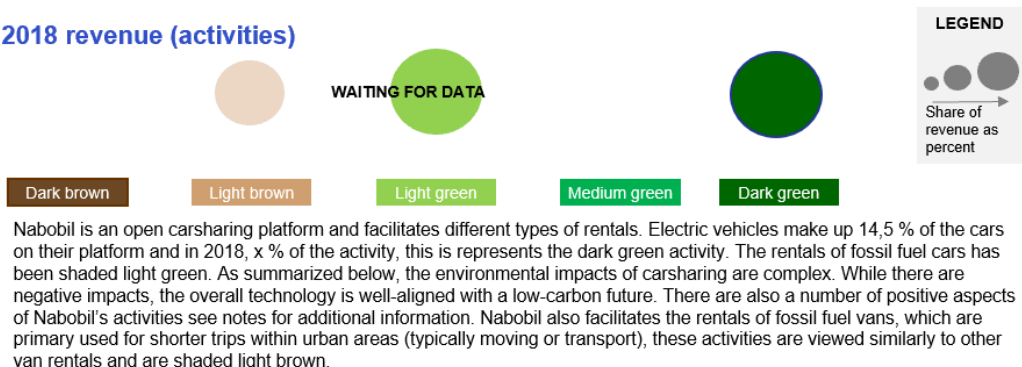 2018 revenue (activities)
WAITING FOR DATA
LEGEND
Share of
revenue as
percent
Dark brown
Light brown
Light green
Medium green
Dark green
Nabobil is an open carsharing platform and facilitates different types of rentals. Electric vehicles make up 14,5 % of the cars
on their platform and in 2018, x % of the activity, this is represents the dark green activity. The rentals of fossil fuel cars has
been shaded light green. As summarized below, the environmental impacts of carsharing are complex. While there are
negative impacts, the overall technology is well-aligned with a low-carbon future. There are also a number of positive aspects
of Nabobil's activities see notes for additional information. Nabobil also facilitates the rentals of fossil fuel vans, which are
primary used for shorter trips within urban areas (typically moving or transport), these activities are viewed similarly to other
van rentals and are shaded light brown.